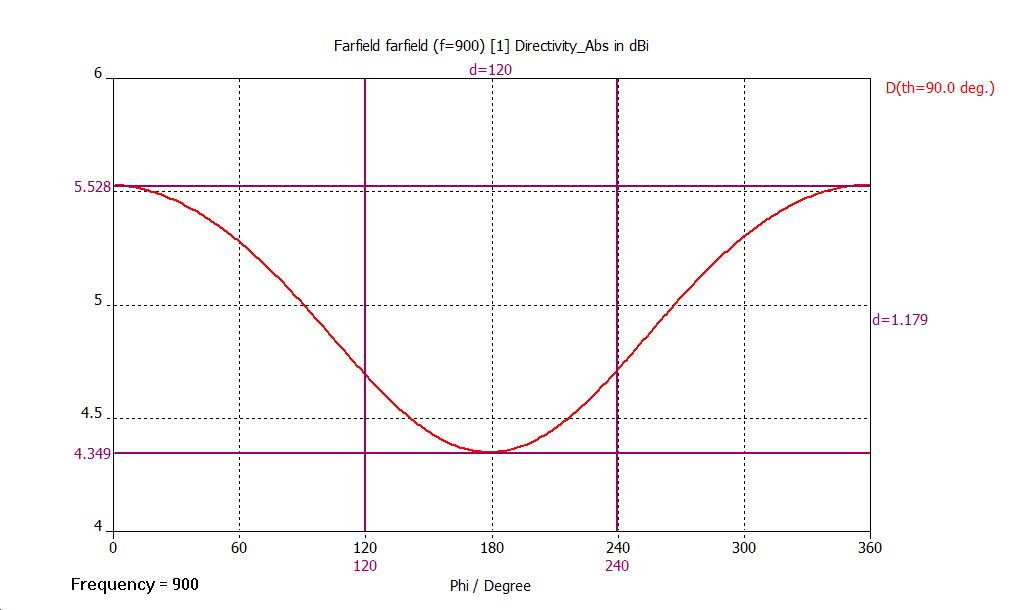 Farfield farfield (f=900) [1] Directivity_Abs in dBi
d=120
6
D(th=90.0 deg.)
5.528
5
d=1.179
4.5
4.349
4
0 60 120 180 240 300 360
120 240
Frequency = 900
Phi / Degree